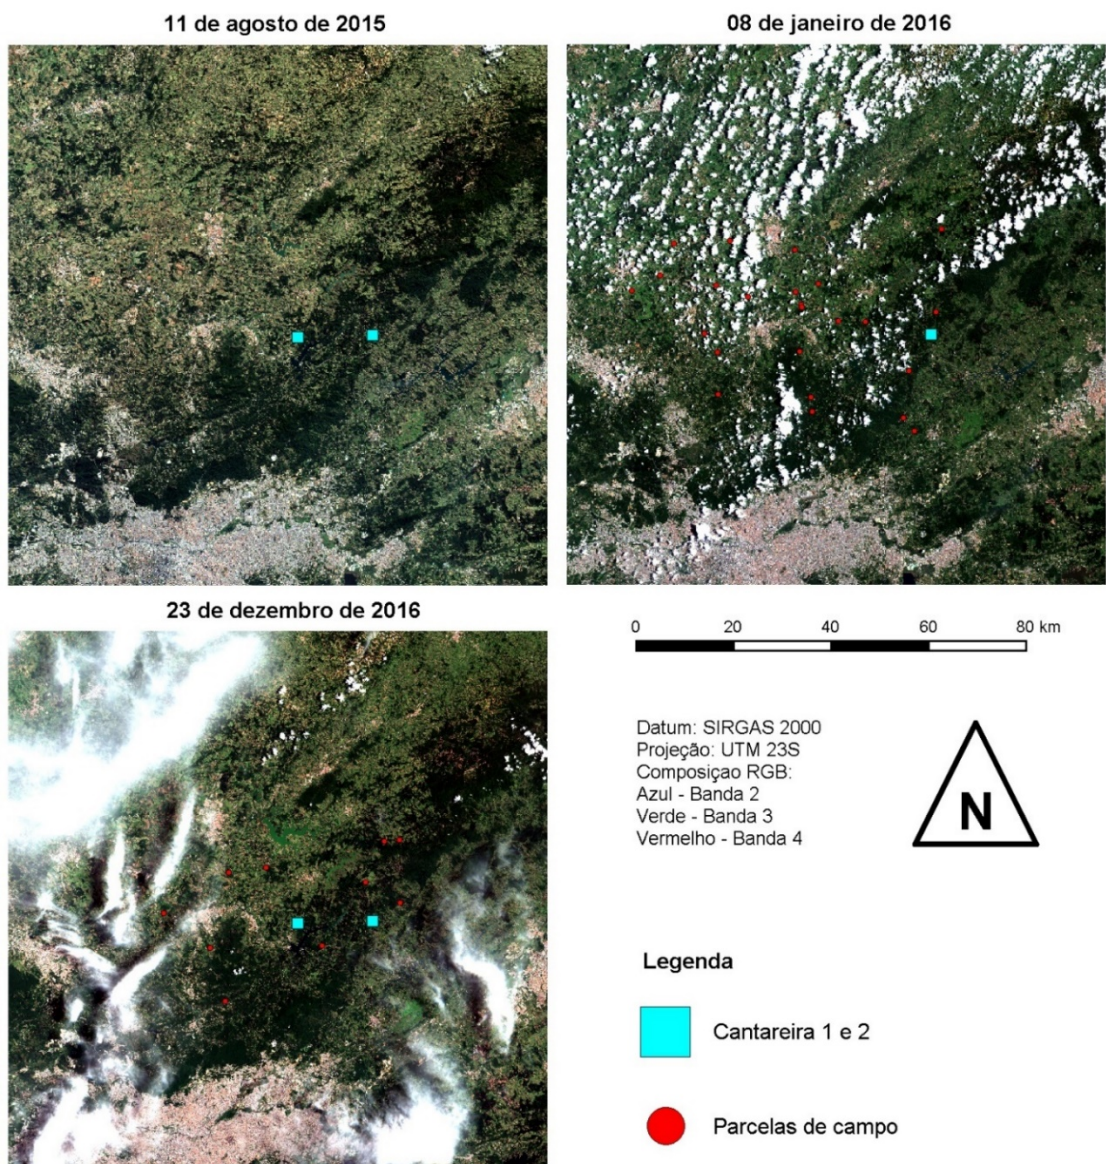 11 de agosto de 2015
08 de janeiro de 2016
23 de dezembro de 2016
0 20 40 60 80 km
Datum: SIRGAS 2000
Projeção: UTM 23S
Composiçao RGB:
Azul - Banda 2
Verde - Banda 3
Vermelho - Banda 4
N
Legenda
Cantareira 1 e 2
Parcelas de campo